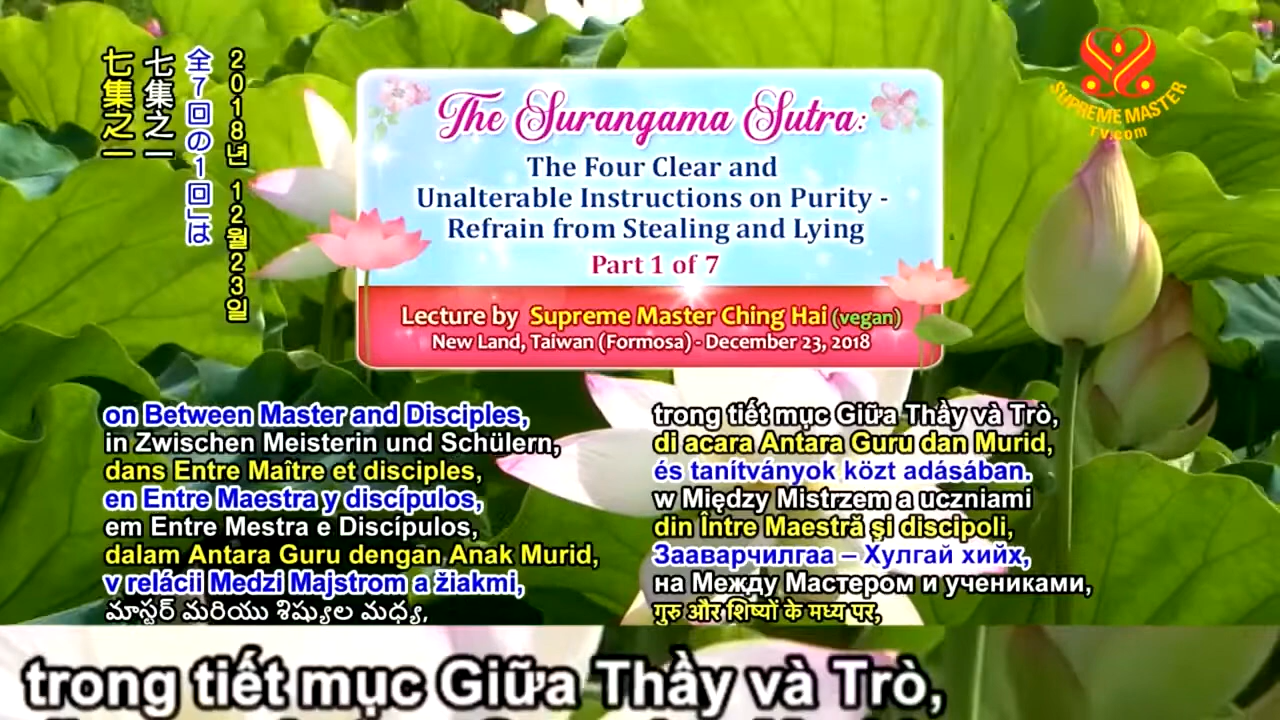 2018년 12월23일
全7回の1回」は
七集之一
七集之一
The Surangama Sutra:
The Four Clear and
Unalterable Instructions on Purity -
Refrain from Stealing and Lying
Part 1 of 7
Lecture by Supreme Master Ching Hai (vegan)
New Land, Taiwan (Formosa) - December 23, 2018
SUPREME MASTER
TV.com
on Between Master and Disciples,
in Zwischen Meisterin und Schülern,
dans Entre Maître et disciples,
en Entre Maestra y discípulos,
em Entre Mestra e Discípulos,
dalam Antara Guru dengan Anak Murid,
v relácii Medzi Majstrom a žiakmi,
మాస్టర్ మరియు శిష్యుల మధ్య,
trong tiết mục Giữa Thầy và Trò,
di acara Antara Guru dan Murid,
és tanítványok közt adásában.
w Między Mistrzem a uczniami
din Între Maestră şi discipoli,
Зааварчилгаа – Хулгай хийх,
на Между Мастером и учениками,
गुरु और शिष्यों के मध्य पर,
trong tiết mục Giữa Thầy và Trò,